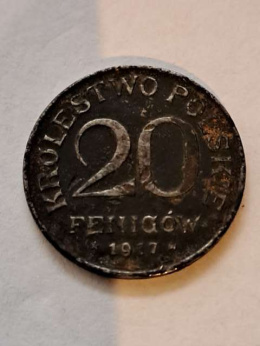 KRÓLESTWO POLSKIE
20
FENIGÓW
* 1917 *